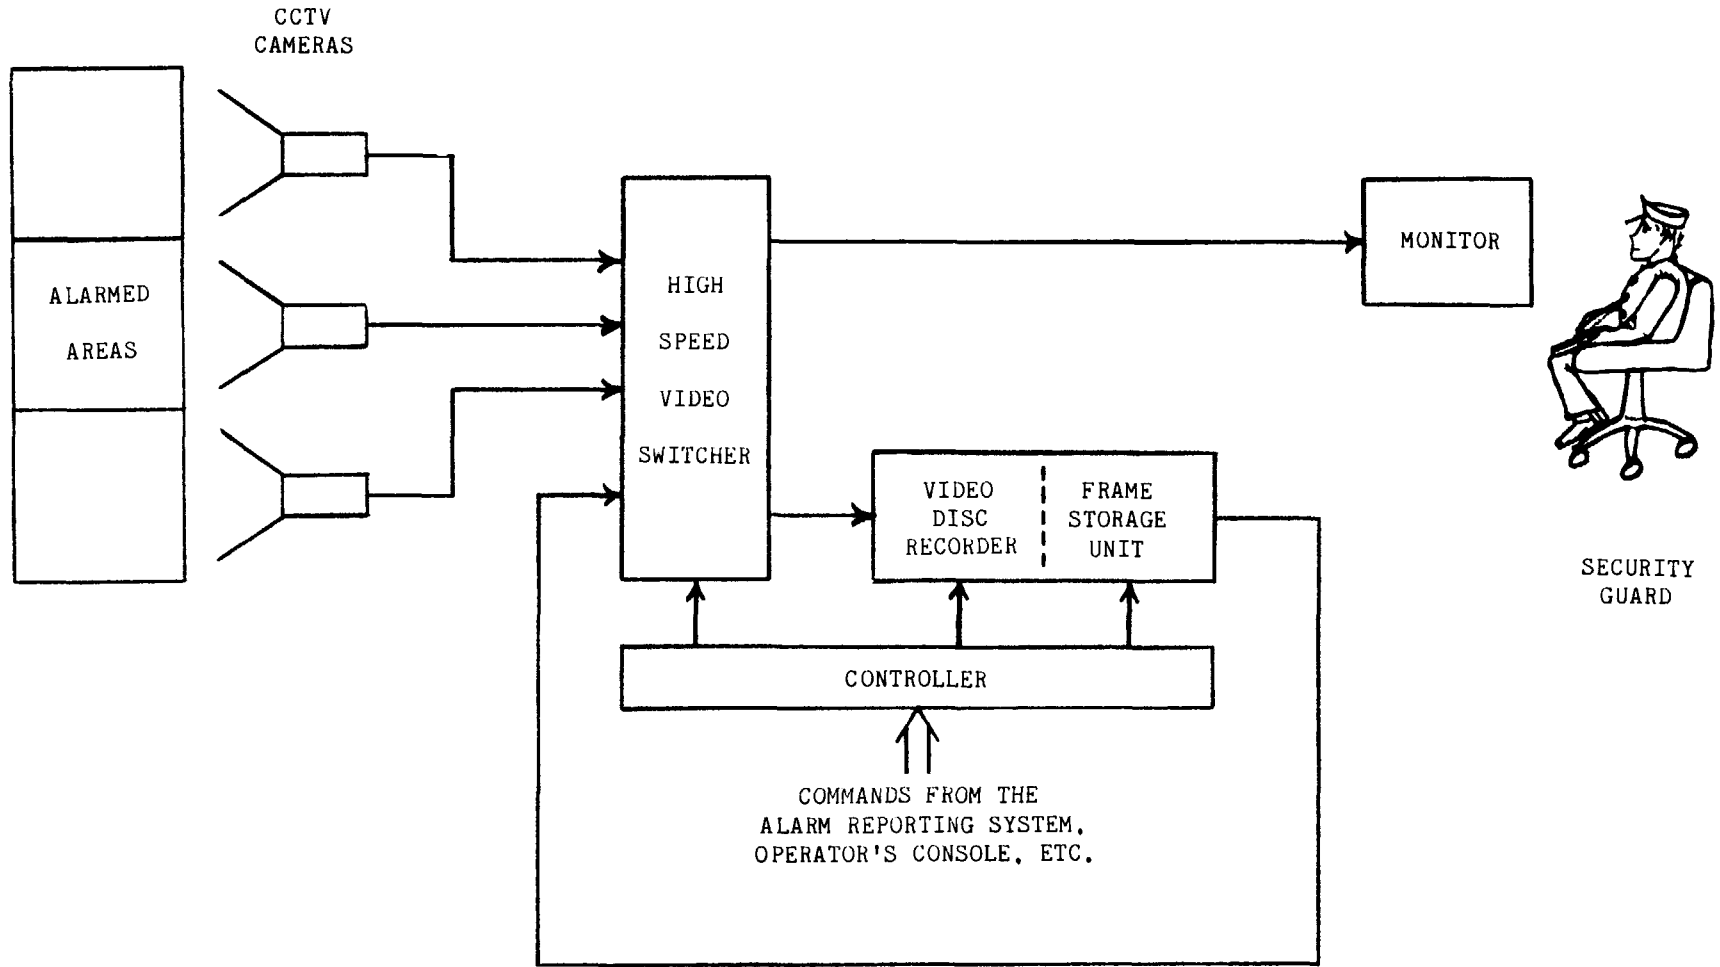 CCTV
CAMERAS
ALARMED
AREAS
HIGH
SPEED
VIDEO
SWITCHER
MONITOR
VIDEO
DISC
RECORDER
FRAME
STORAGE
UNIT
SECURITY
GUARD
CONTROLLER
COMMANDS FROM THE
ALARM REPORTING SYSTEM,
OPERATOR'S CONSOLE, ETC.